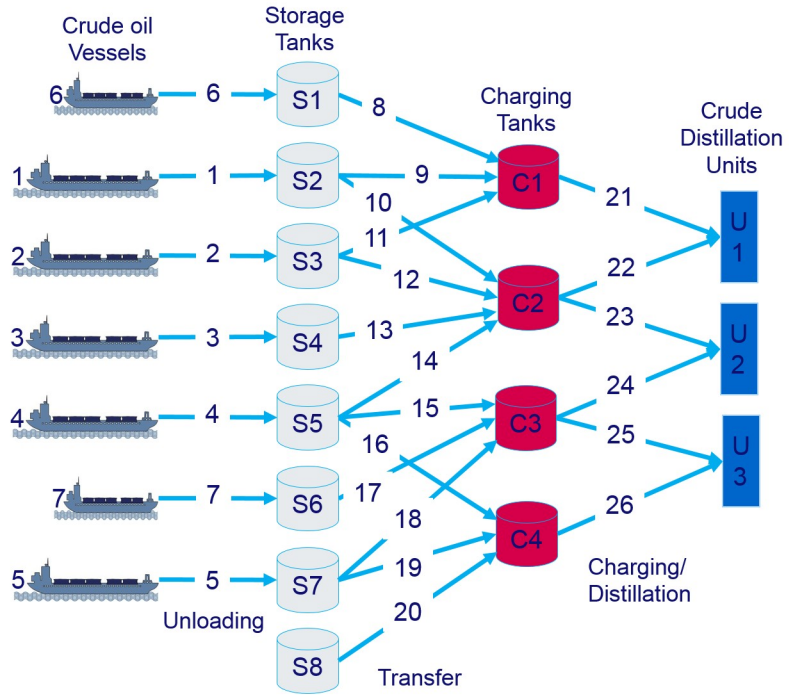 Crude oil
Vessels
Storage
Tanks
Charging
Tanks
Crude
Distillation
Units
6
6
S1
8
1
1
S2
9
10
C1
21
U
1
2
2
S3
11
12
C2
22
23
3
3
S4
13
14
U
2
4
4
S5
15
16
C3
24
25
U
3
7
7
S6
17
18
C4
26
5
5
S7
19
20
Unloading
S8
Transfer
Charging/
Distillation